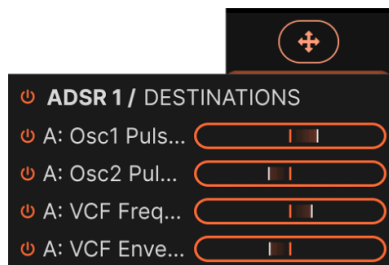 ADSR 1 / DESTINATIONS
A: Osc1 Puls...
A: Osc2 Pul...
A: VCF Freq...
A: VCF Enve...